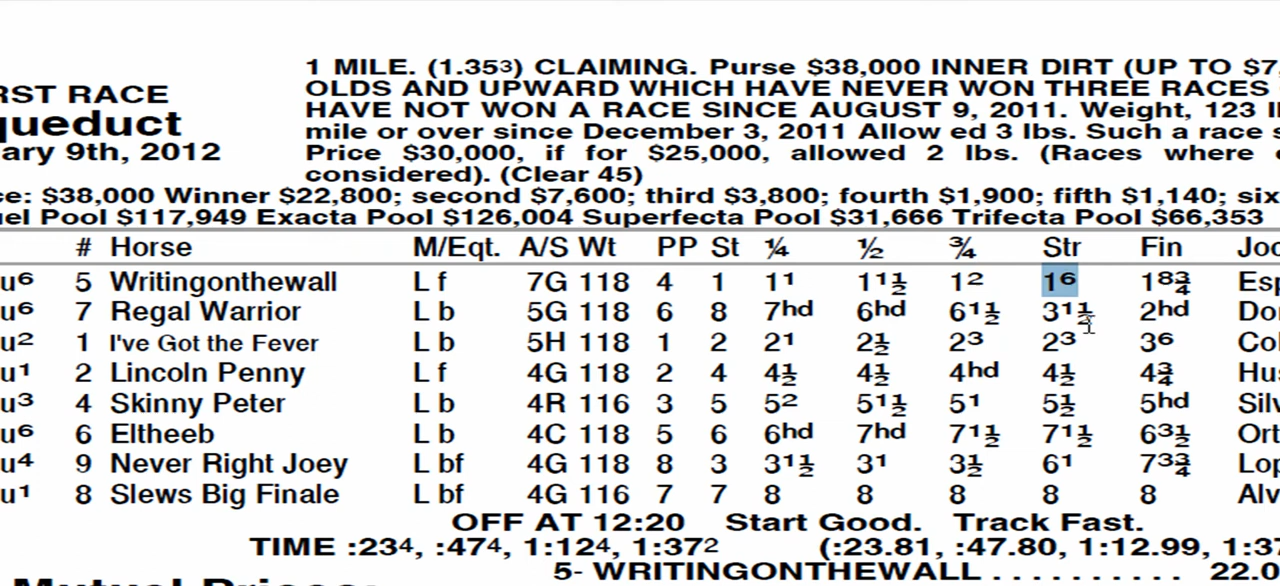 1 MILE. (1.35³) CLAIMING. Purse $38,000 INNER DIRT (UP TO $7,
RST RACE OLDS AND UPWARD WHICH HAVE NEVER WON THREE RACES
queduct HAVE NOT WON A RACE SINCE AUGUST 9, 2011. Weight, 123 l
ary 9th, 2012 mile or over since December 3, 2011 Allow ed 3 lbs. Such a race s
Price $30,000, if for $25,000, allowed 2 lbs. (Races where
considered). (Clear 45)
ce: $38,000 Winner $22,800; second $7,600; third $3,800; fourth $1,900; fifth $1,140; six
uel Pool $117,949 Exacta Pool $126,004 Superfecta Pool $31,666 Trifecta Pool $66,353
# Horse M/Eqt. A/S Wt PP St ¼ ½ ¾ Str Fin Joc
u⁶ 5 Writingonthewall L f 7G 118 4 1 1¹ 1¹½ 1² 1⁶ 1⁸¾ Esp
u⁶ 7 Regal Warrior L b 5G 118 6 8 7hd 6hd 6¹½ 3¹½ 2hd Do
u² 1 I've Got the Fever L b 5H 118 1 2 2¹ 2½ 2³ 2³ 3⁶ Co
u¹ 2 Lincoln Penny L f 4G 118 2 4 4½ 4½ 4hd 4½ 4¾ Hus
u³ 4 Skinny Peter L b 4R 116 3 5 5² 5¹½ 5¹ 5½ 5hd Silv
u⁶ 6 Eltheeb L b 4C 118 5 6 6hd 7hd 7¹½ 7¹½ 6³½ Ort
u⁴ 9 Never Right Joey L bf 4G 118 8 3 3¹½ 3¹ 3½ 6¹ 7³¾ Lop
u¹ 8 Slews Big Finale L bf 4G 116 7 7 8 8 8 8 8 Alv
OFF AT 12:20 Start Good. Track Fast.
TIME :23⁴, :47⁴, 1:12⁴, 1:37² (:23.81, :47.80, 1:12.99, 1:37
5- WRITINGONTHEWALL . . . . . . . . . . 22.0
Mutuel Prices: